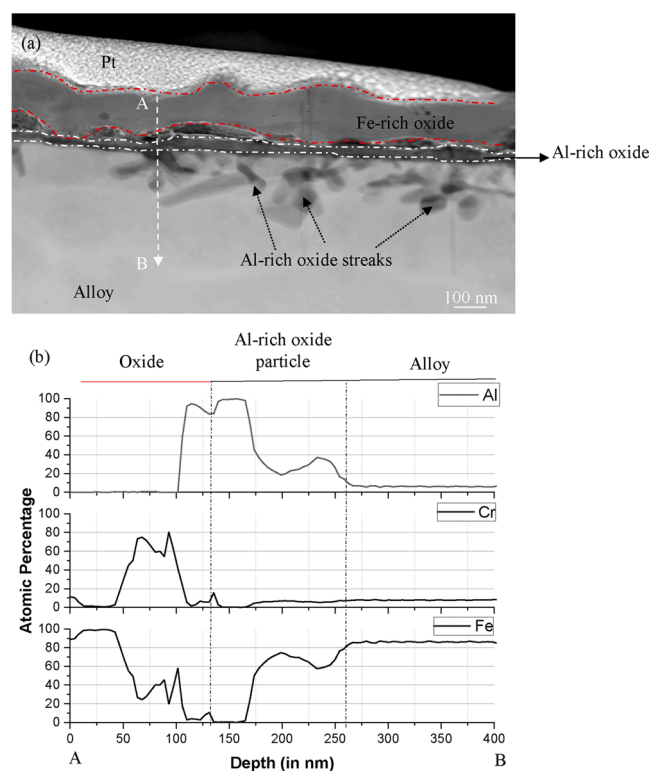 (a)
Pt
A
Fe-rich oxide
Al-rich oxide
B
Al-rich oxide streaks
Alloy
100 nm
(b)
Oxide
Al-rich oxide
particle
Alloy
Al
100
80
60
40
20
0
Cr
100
80
60
40
20
0
Fe
100
80
60
40
20
0
Atomic Percentage
0 50 100 150 200 250 300 350 400
A
Depth (in nm)
B